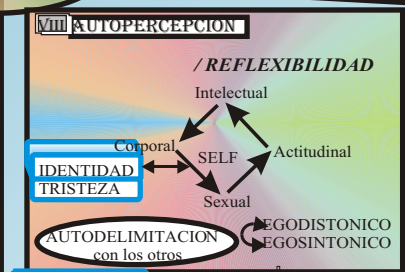 VIII AUTOPERCEPCION
/ REFLEXIBILIDAD
Intelectual
Corporal
SELF
Actitudinal
IDENTIDAD
TRISTEZA
Sexual
AUTODELIMITACION
con los otros
EGODISTONICO
EGOSINTONICO